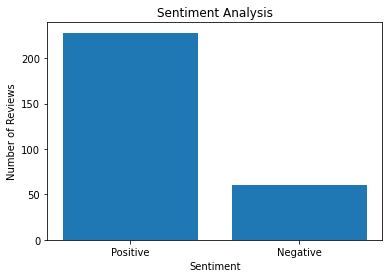 Sentiment Analysis
Number of Reviews
200
150
100
50
0
Positive Negative
Sentiment